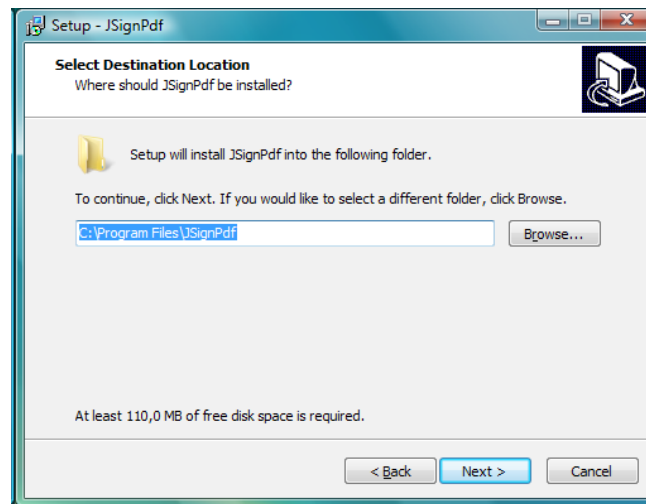 Setup - JSignPdf
Select Destination Location
Where should JSignPdf be installed?
Setup will install JSignPdf into the following folder.
To continue, click Next. If you would like to select a different folder, click Browse.
C:\Program Files\JSignPdf
Browse...
At least 110,0 MB of free disk space is required.
< Back
Next >
Cancel